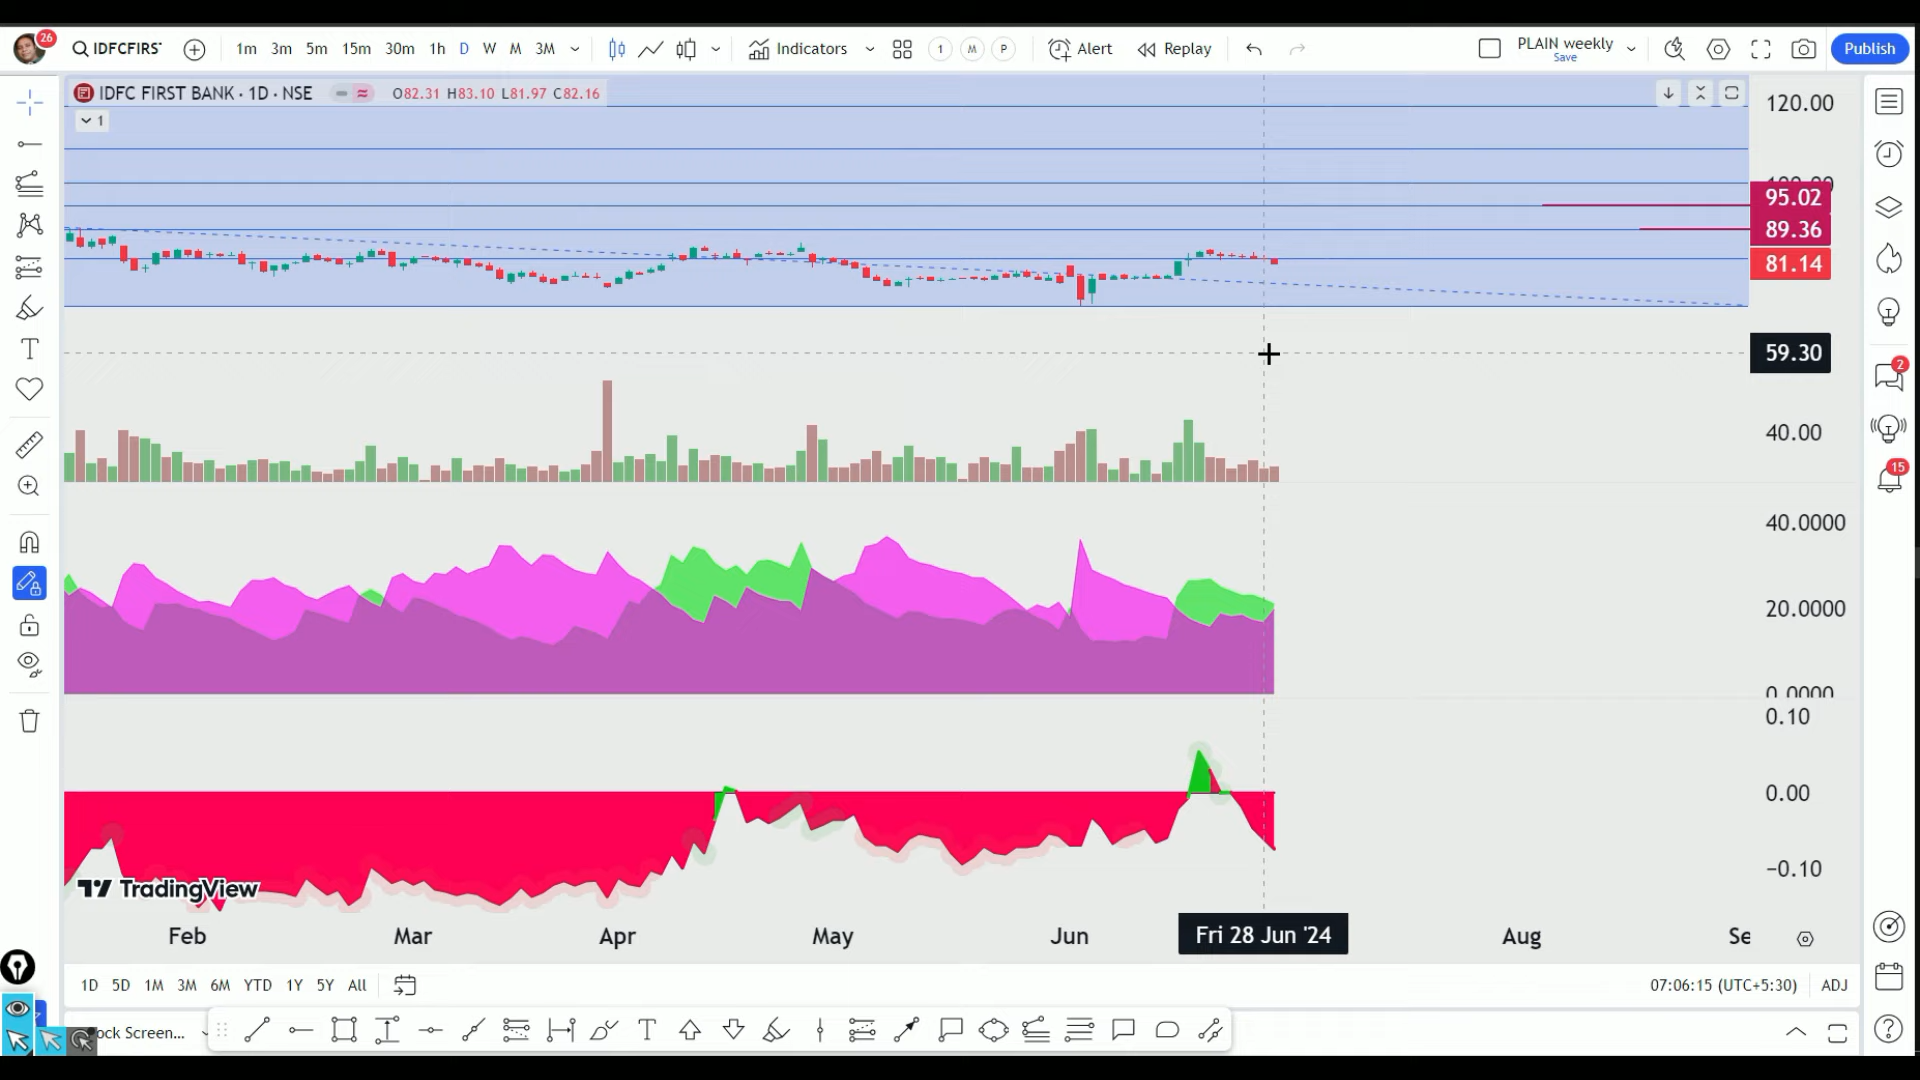 26
IDFCFIRS
1m 3m 5m 15m 30m 1h D W M 3M
Indicators
1 M P
Alert
Replay
PLAIN weekly
Save
Publish
IDFC FIRST BANK · 1D · NSE
O82.31 H83.10 L81.97 C82.16
1
120.00
95.02
89.36
81.14
59.30
40.00
40.0000
20.0000
0.0000
0.10
0.00
−0.10
2
15
TradingView
Feb Mar Apr May Jun Fri 28 Jun '24 Aug Se
1D 5D 1M 3M 6M YTD 1Y 5Y All
07:06:15 (UTC+5:30) ADJ
ock Screen...